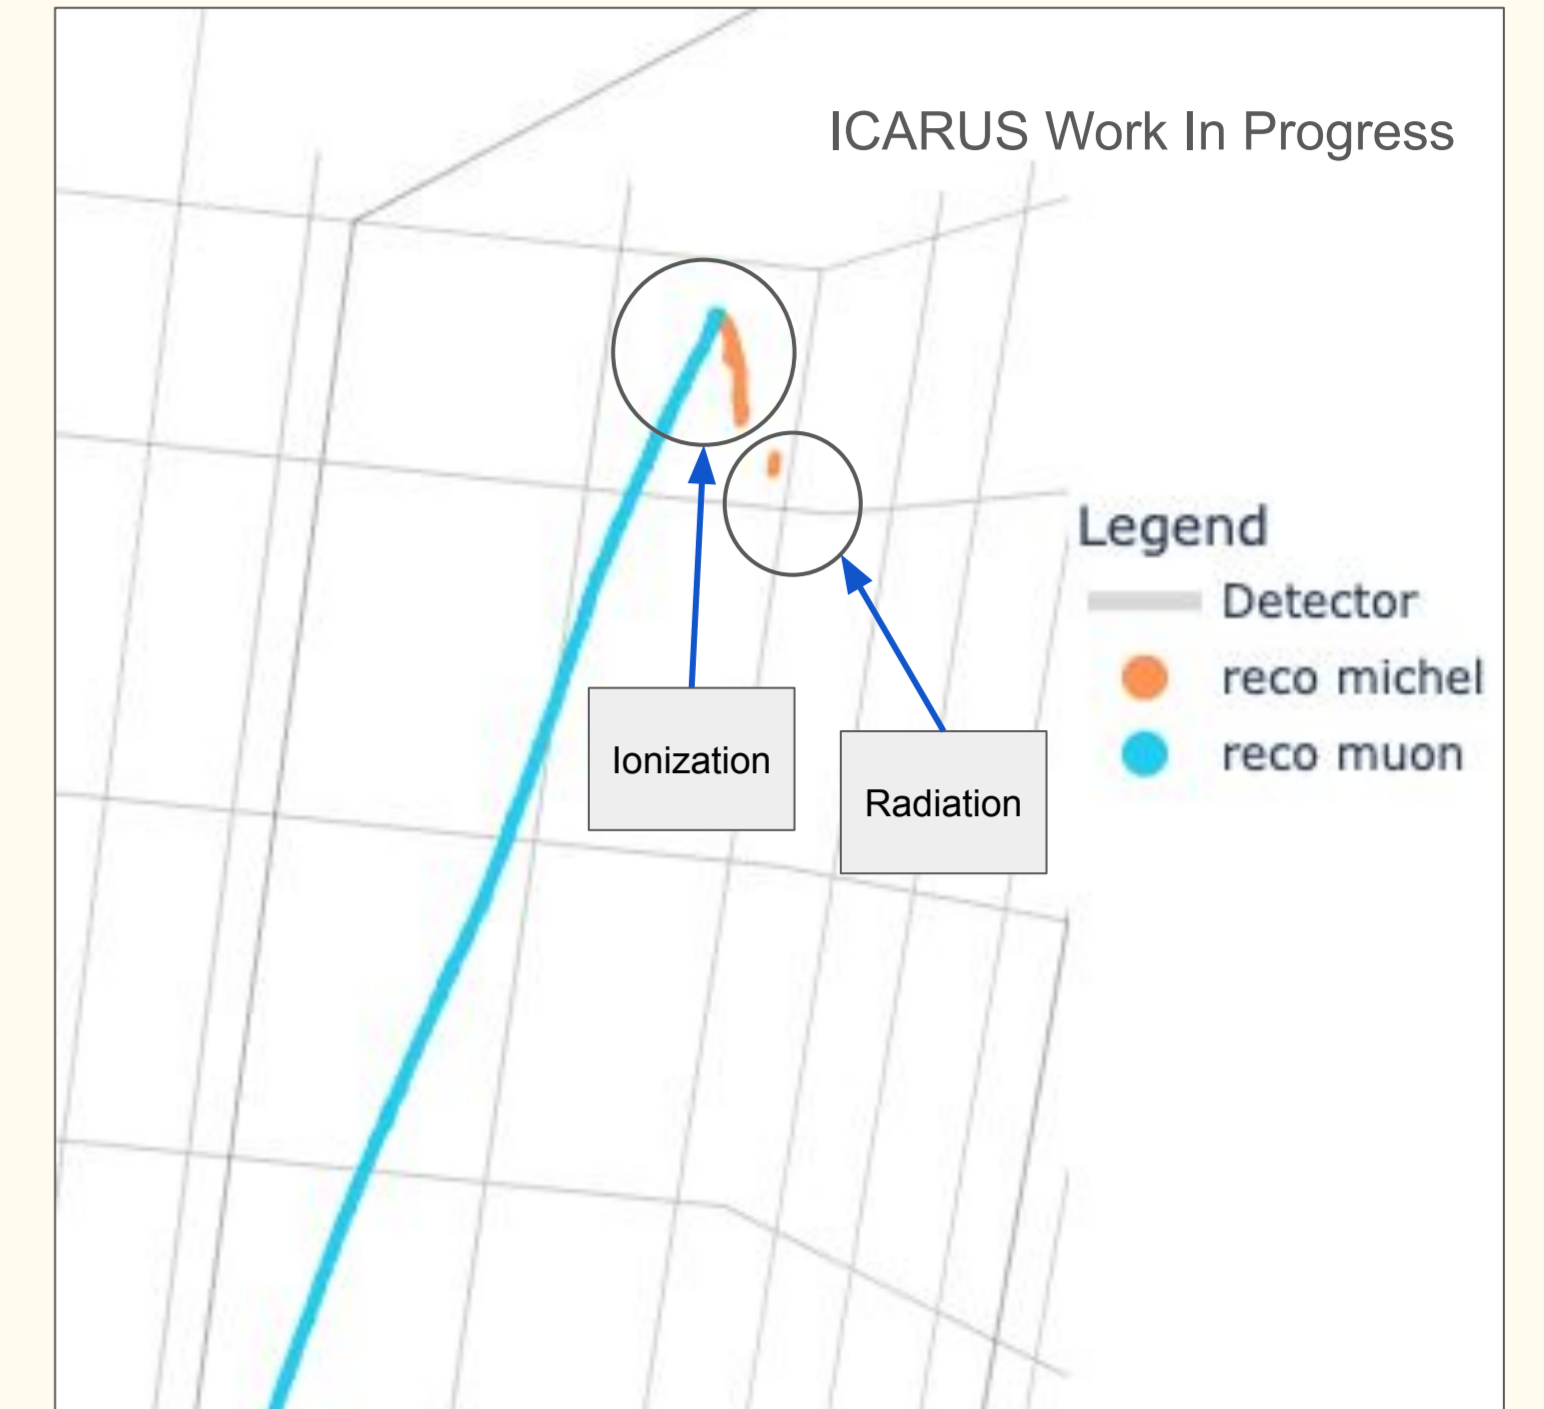 ICARUS Work In Progress
Legend
Detector
reco michel
reco muon
Ionization
Radiation